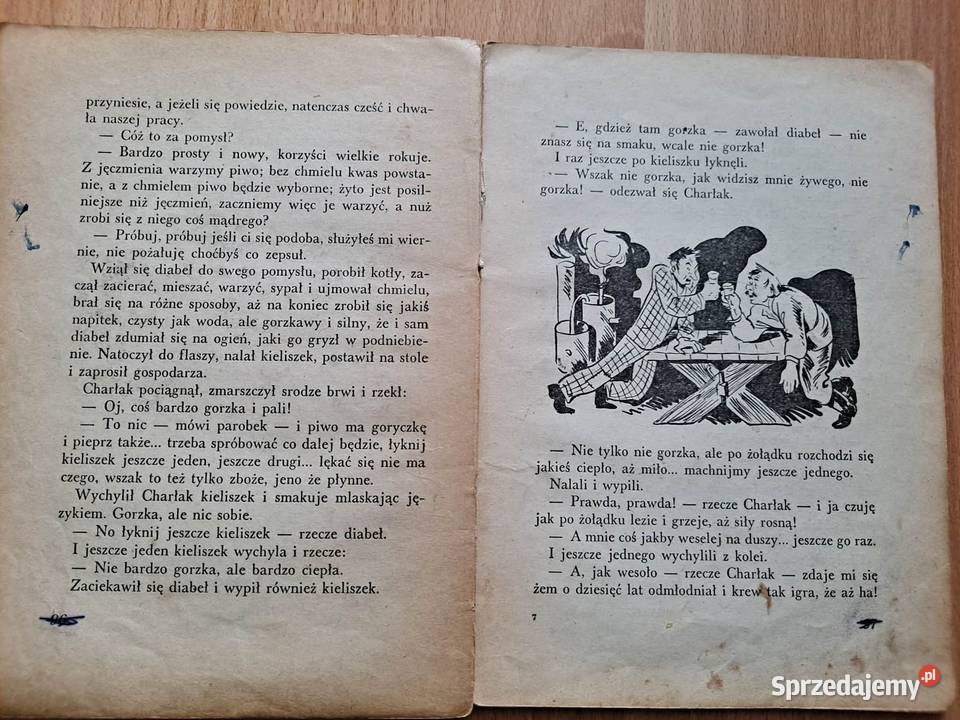 przyniesie, a jeżeli się powiedzie, natenczas cześć i chwa-
ła naszej pracy.
— Cóż to za pomysł?
— Bardzo prosty i nowy, korzyści wielkie rokuje.
Z jęczmienia warzymy piwo; bez chmielu kwas powsta-
nie, a z chmielem piwo będzie wyborne; żyto jest posil-
niejsze niż jęczmień, zaczniemy więc je warzyć, a nuż
zrobi się z niego coś mądrego?
— Próbuj, próbuj jeśli ci się podoba, służyłeś mi wier-
nie, nie pożałuję choćbyś co zepsuł.
Wziął się diabeł do swego pomysłu, porobił kotły, za-
czął zacierać, mieszać, warzyć, sypał i ujmował chmielu,
brał się na różne sposoby, aż na koniec zrobił się jakiś
napitek, czysty jak woda, ale gorzkawy i silny, że i sam
diabeł zdumiał się na ogień, jaki go gryzł w podniebie-
nie. Natoczył do flaszy, nalał kieliszek, postawił na stole
i zaprosił gospodarza.
Charłak pociągnął, zmarszczył srodze brwi i rzekł:
— Oj, coś bardzo gorzka i pali!
— To nic — mówi parobek — i piwo ma goryczkę
i pieprz także... trzeba spróbować co dalej będzie, łyknij
kieliszek jeszcze jeden, jeszcze drugi... lękać się nie ma
czego, wszak to też tylko zboże, jeno że płynne.
Wychylił Charłak kieliszek i smakuje mlaskając ję-
zykiem. Gorzka, ale nic sobie.
— No łyknij jeszcze kieliszek — rzecze diabeł.
I jeszcze jeden kieliszek wychyla i rzecze:
— Nie bardzo gorzka, ale bardzo ciepła.
Zaciekawił się diabeł i wypił również kieliszek.
— E, gdzież tam gorzka — zawołał diabeł — nie
znasz się na smaku, wcale nie gorzka!
I raz jeszcze po kieliszku łyknęli.
— Wszak nie gorzka, jak widzisz mnie żywego, nie
gorzka! — odezwał się Charłak.
— Nie tylko nie gorzka, ale po żołądku rozchodzi się
jakieś ciepło, aż miło... machnijmy jeszcze jednego.
Nalali i wypili.
— Prawda, prawda! — rzecze Charłak — i ja czuję
jak po żołądku lezie i grzeje, aż siły rosną!
— A mnie coś jakby weselej na duszy... jeszcze go raz.
I jeszcze jednego wychylili z kolei.
— A, jak wesoło — rzecze Charłak — zdaje mi się
żem o dziesięć lat odmłodniał i krew tak igra, że aż ha!
7
Sprzedajemy.pl